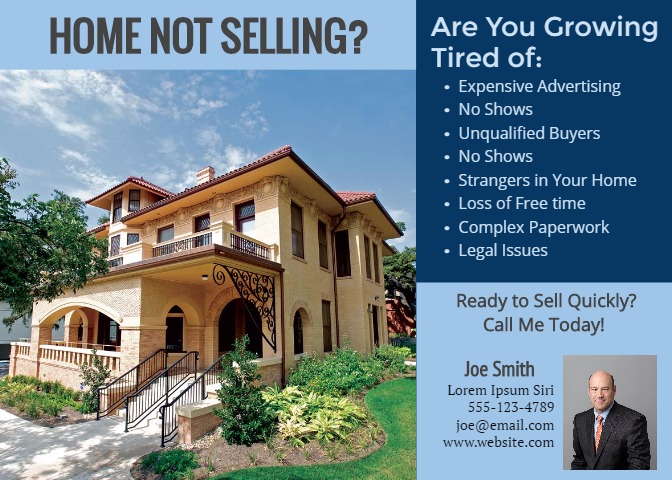 HOME NOT SELLING?
Are You Growing
Tired of:
• Expensive Advertising
• No Shows
• Unqualified Buyers
• No Shows
• Strangers in Your Home
• Loss of Free time
• Complex Paperwork
• Legal Issues
Ready to Sell Quickly?
Call Me Today!
Joe Smith
Lorem Ipsum Siri
555-123-4789
joe@email.com
www.website.com